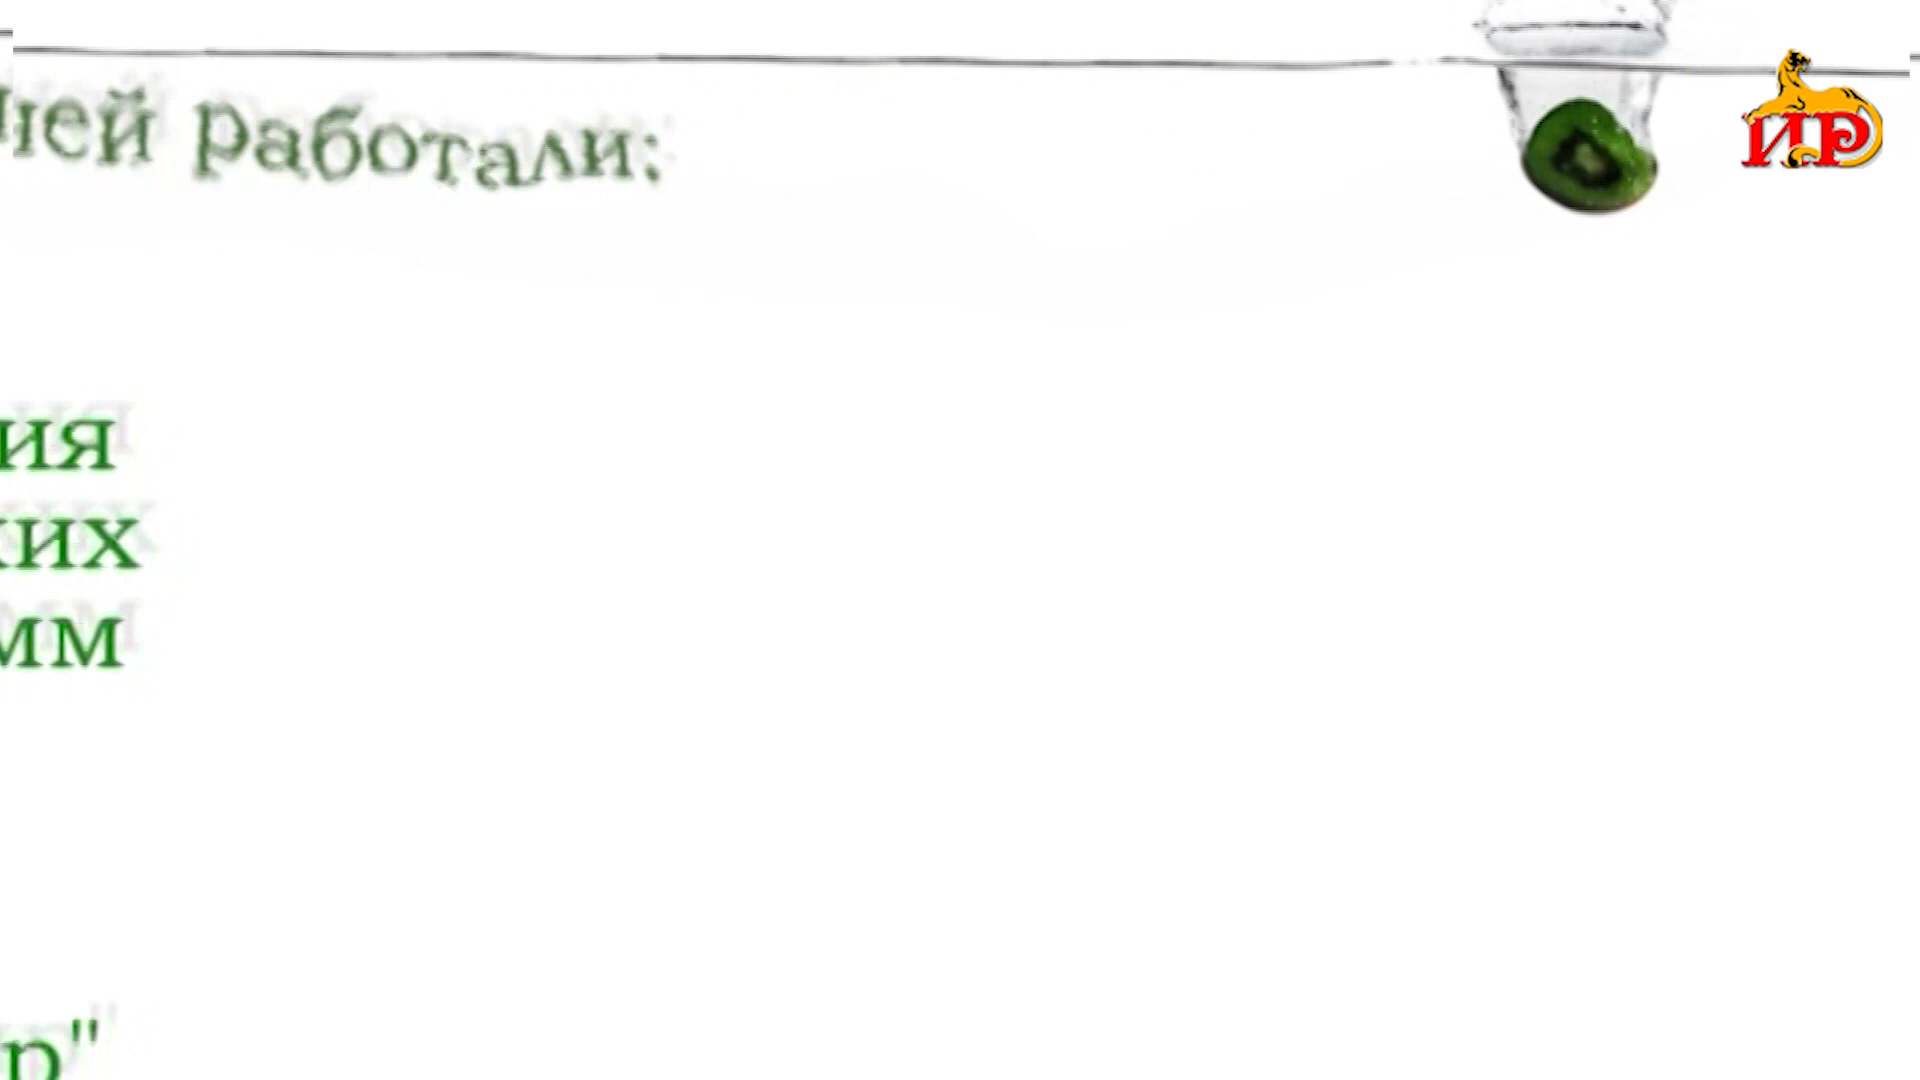 ней работали:
ИР
ия
ких
мм
р"